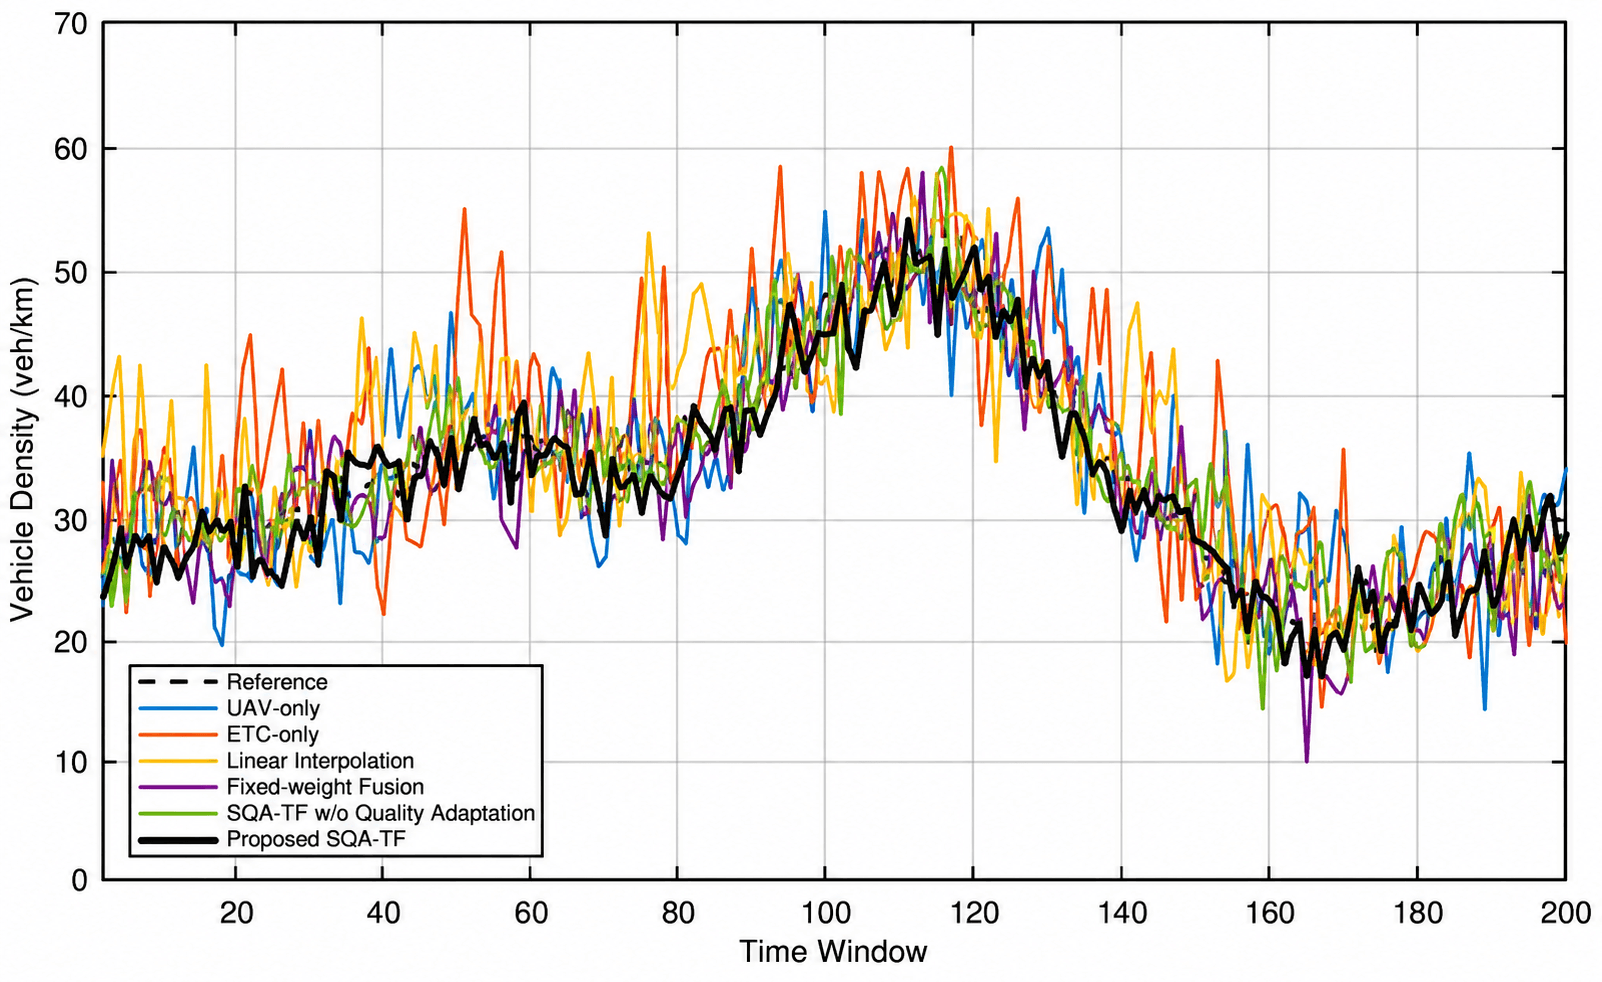 70
60
50
40
30
20
10
0
Vehicle Density (veh/km)
Reference
UAV-only
ETC-only
Linear Interpolation
Fixed-weight Fusion
SQA-TF w/o Quality Adaptation
Proposed SQA-TF
20 40 60 80 100 120 140 160 180 200
Time Window